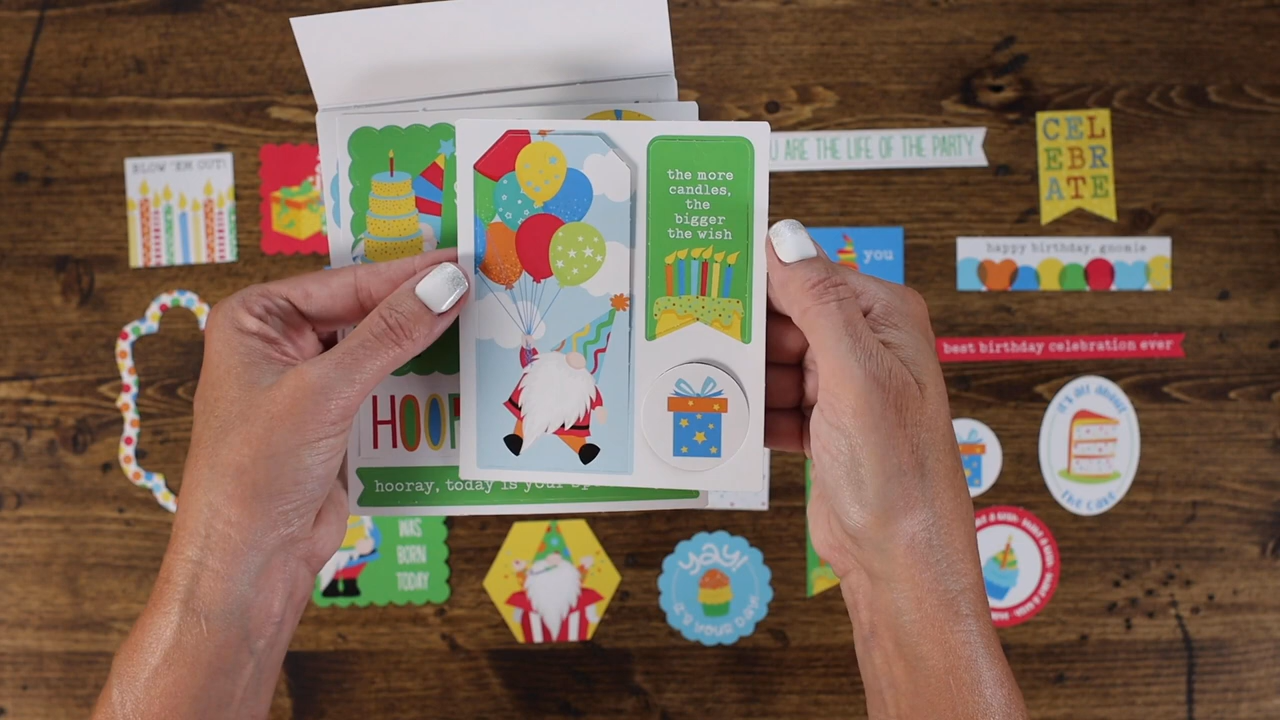 BLOW 'EM OUT!
U ARE THE LIFE OF THE PARTY
CEL
EBR
ATE
the more
candles,
the
bigger
the wish
you
happy birthday, gnomie
best birthday celebration ever
HOO
hooray, today is your
it's all about
the cake
WAS
BORN
TODAY
yay!
it's your day!